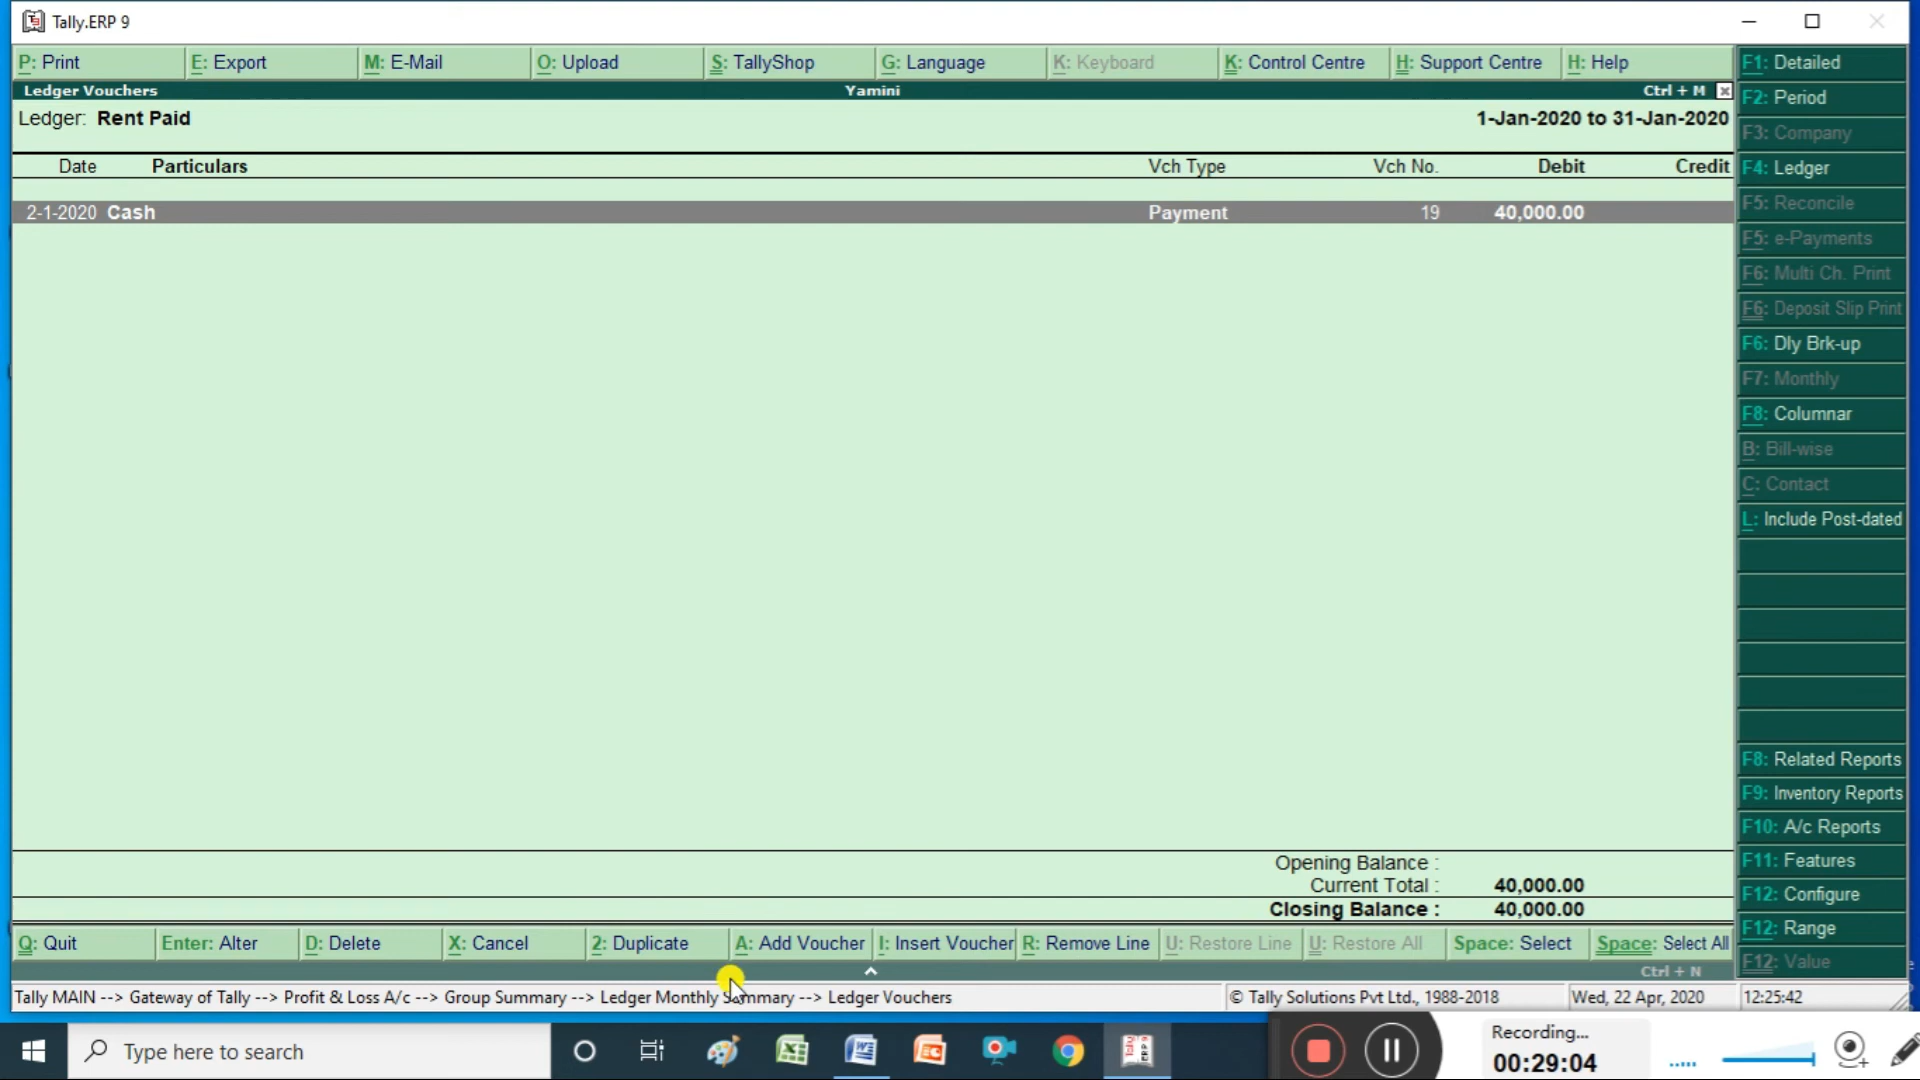 Tally.ERP 9
P: Print E: Export M: E-Mail O: Upload S: TallyShop G: Language K: Keyboard K: Control Centre H: Support Centre H: Help
Ledger Vouchers Yamini Ctrl + M
Ledger: Rent Paid 1-Jan-2020 to 31-Jan-2020
Date Particulars Vch Type Vch No. Debit Credit
2-1-2020 Cash Payment 19 40,000.00
Opening Balance :
Current Total : 40,000.00
Closing Balance : 40,000.00
F1: Detailed
F2: Period
F3: Company
F4: Ledger
F5: Reconcile
F5: e-Payments
F6: Multi Ch. Print
F6: Deposit Slip Print
F6: Dly Brk-up
F7: Monthly
F8: Columnar
B: Bill-wise
C: Contact
L: Include Post-dated
F8: Related Reports
F9: Inventory Reports
F10: A/c Reports
F11: Features
F12: Configure
F12: Range
F12: Value
Q: Quit Enter: Alter D: Delete X: Cancel 2: Duplicate A: Add Voucher I: Insert Voucher R: Remove Line U: Restore Line U: Restore All Space: Select Space: Select All
Ctrl + N
Tally MAIN --> Gateway of Tally --> Profit & Loss A/c --> Group Summary --> Ledger Monthly Summary --> Ledger Vouchers © Tally Solutions Pvt Ltd., 1988-2018 Wed, 22 Apr, 2020 12:25:42
Type here to search
Recording...
00:29:04